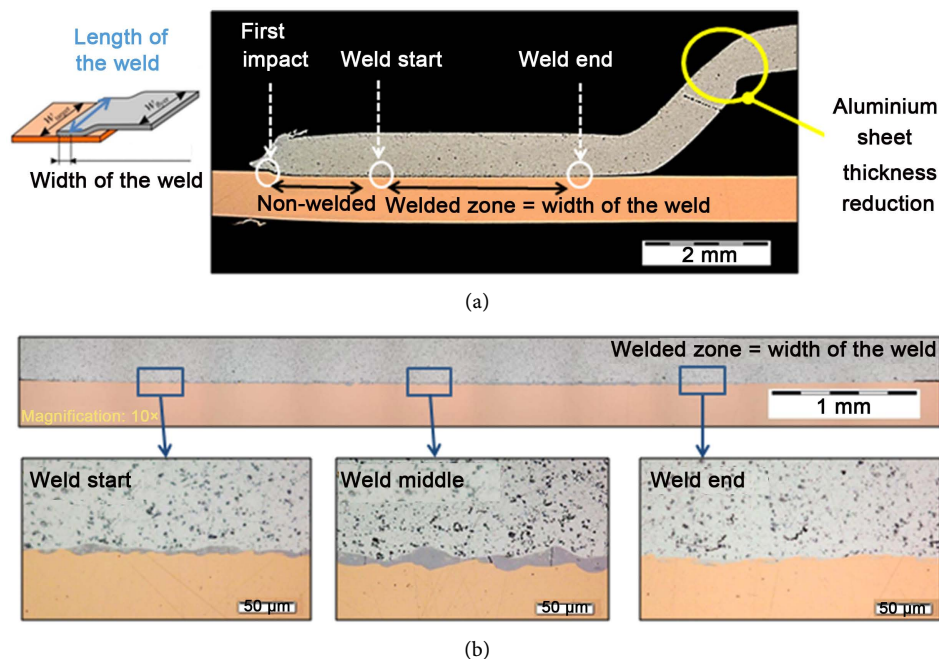 (a)
Length of
the weld
W target
W flyer
Width of the weld
First
impact
Weld start
Weld end
Aluminium
sheet
thickness
reduction
Non-welded
Welded zone = width of the weld
2 mm
(b)
Welded zone = width of the weld
Magnification: 10×
1 mm
Weld start
50 µm
Weld middle
50 µm
Weld end
50 µm